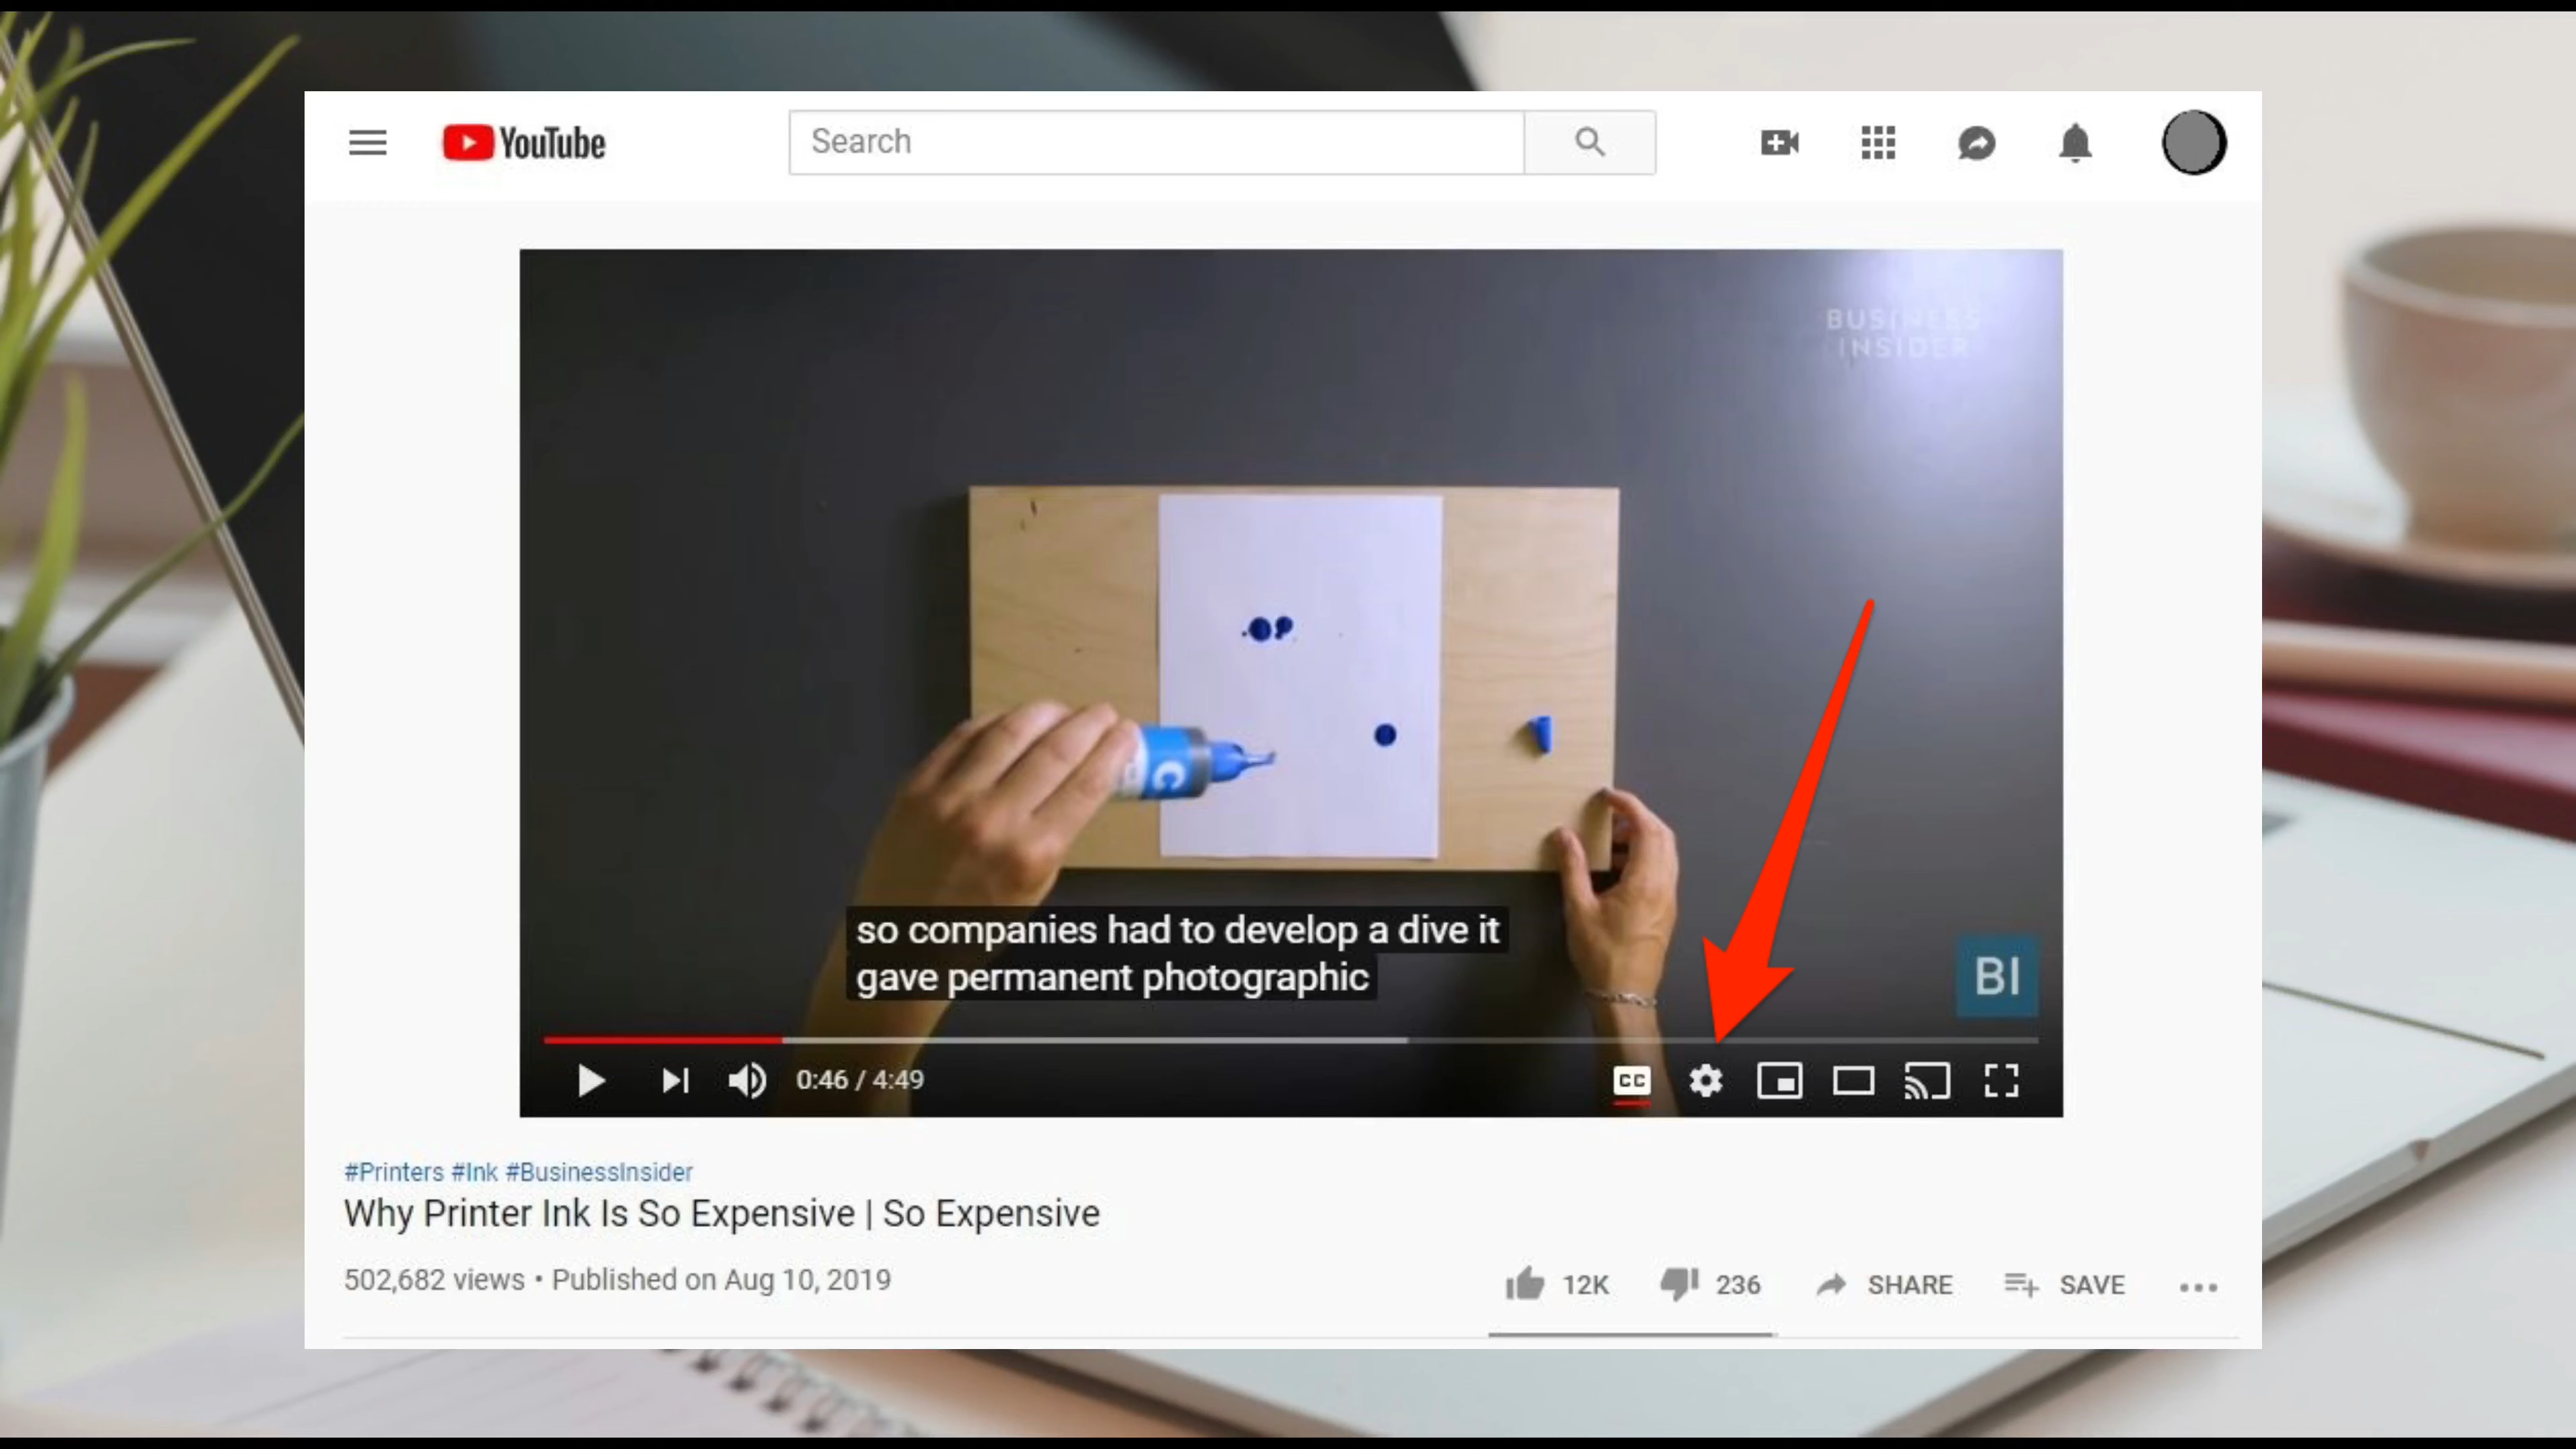 YouTube
Search
BUSINESS
INSIDER
C
so companies had to develop a dive it
gave permanent photographic
BI
0:46 / 4:49
CC
#Printers #Ink #BusinessInsider
Why Printer Ink Is So Expensive | So Expensive
502,682 views • Published on Aug 10, 2019
12K
236
SHARE
SAVE